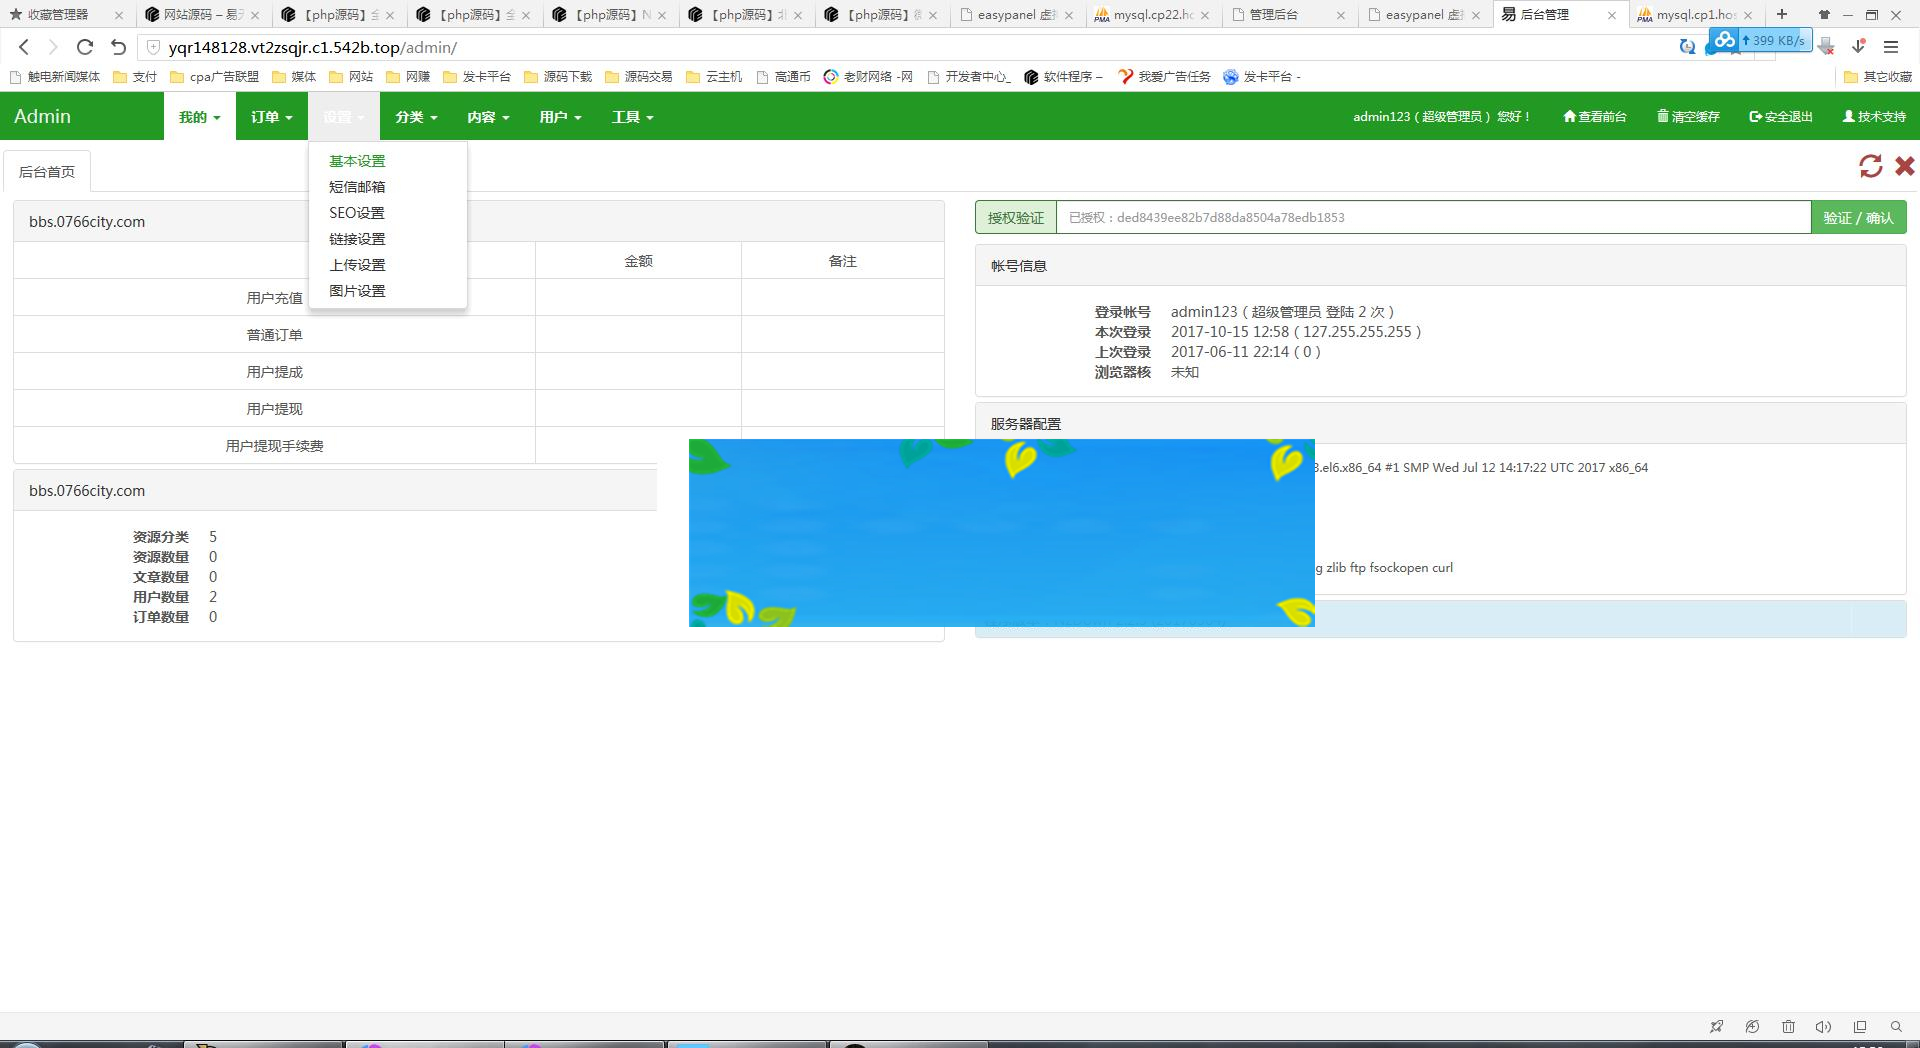 收藏管理器
网站源码 – 易
【php源码】
【php源码】
【php源码】N
【php源码】
【php源码】
easypanel 虚
mysql.cp22.h
管理后台
easypanel 虚
后台管理
mysql.cp1.hos
yqr148128.vt2zsqjr.c1.542b.top/admin/
399 KB/s
触电新闻媒体
支付
cpa广告联盟
媒体
网站
网赚
发卡平台
源码下载
源码交易
云主机
高通币
老财网络 -网
开发者中心_
软件程序 –
我爱广告任务
发卡平台 -
其它收藏
Admin
我的
订单
设置
分类
内容
用户
工具
admin123（超级管理员） 您好！
查看前台
清空缓存
安全退出
技术支持
基本设置
短信邮箱
SEO设置
链接设置
上传设置
图片设置
后台首页
bbs.0766city.com
金额
备注
用户充值
普通订单
用户提成
用户提现
用户提现手续费
bbs.0766city.com
资源分类 5
资源数量 0
文章数量 0
用户数量 2
订单数量 0
授权验证
已授权：ded8439ee82b7d88da8504a78edb1853
验证 / 确认
帐号信息
登录帐号 admin123（超级管理员 登陆 2 次）
本次登录 2017-10-15 12:58（127.255.255.255）
上次登录 2017-06-11 22:14（0）
浏览器核 未知
服务器配置
3.el6.x86_64 #1 SMP Wed Jul 12 14:17:22 UTC 2017 x86_64
g zlib ftp fsockopen curl